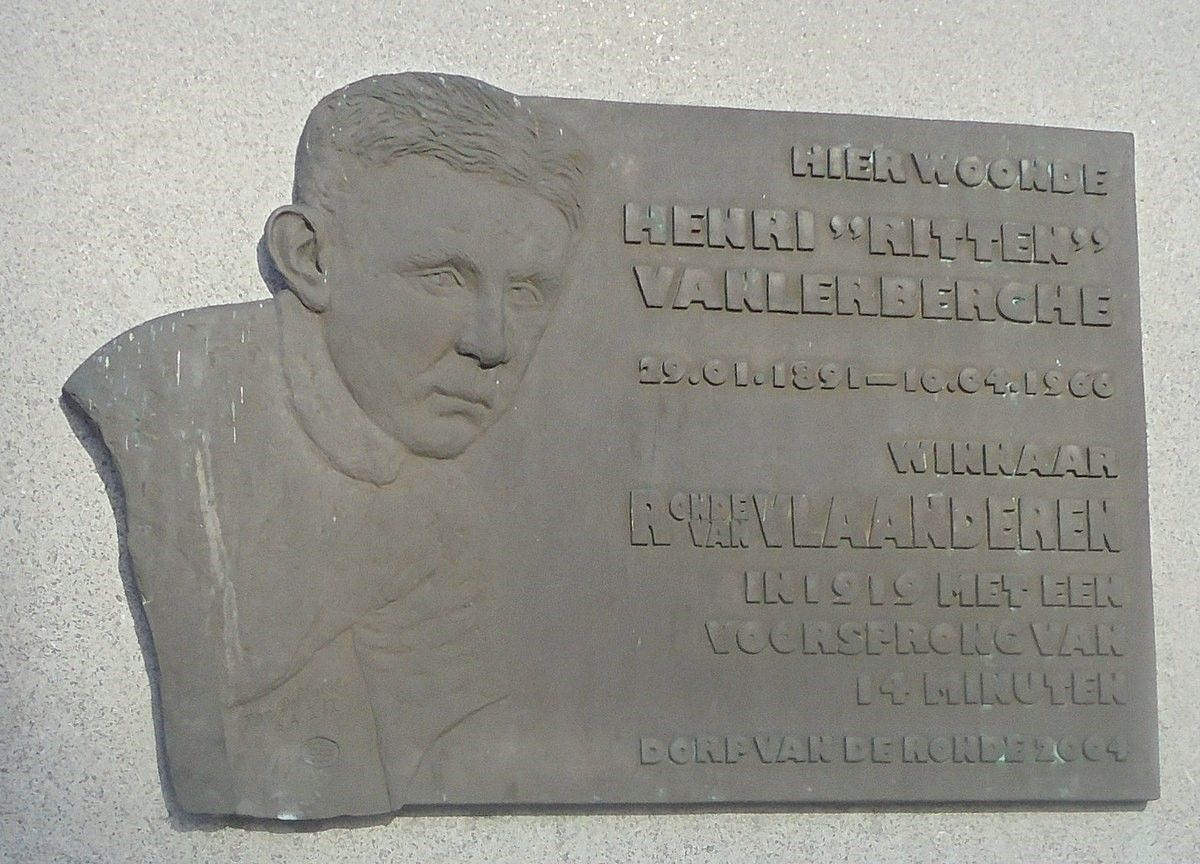 HIER WOONDE
HENRI ”RITTEN”
VANLERBERGHE
29.01.1891—10.04.1960
WINNAAR
RONDE VAN VLAANDEREN
IN 1919 MET EEN
VOORSPRONG VAN
14 MINUTEN
DORP VAN DE RONDE 2004